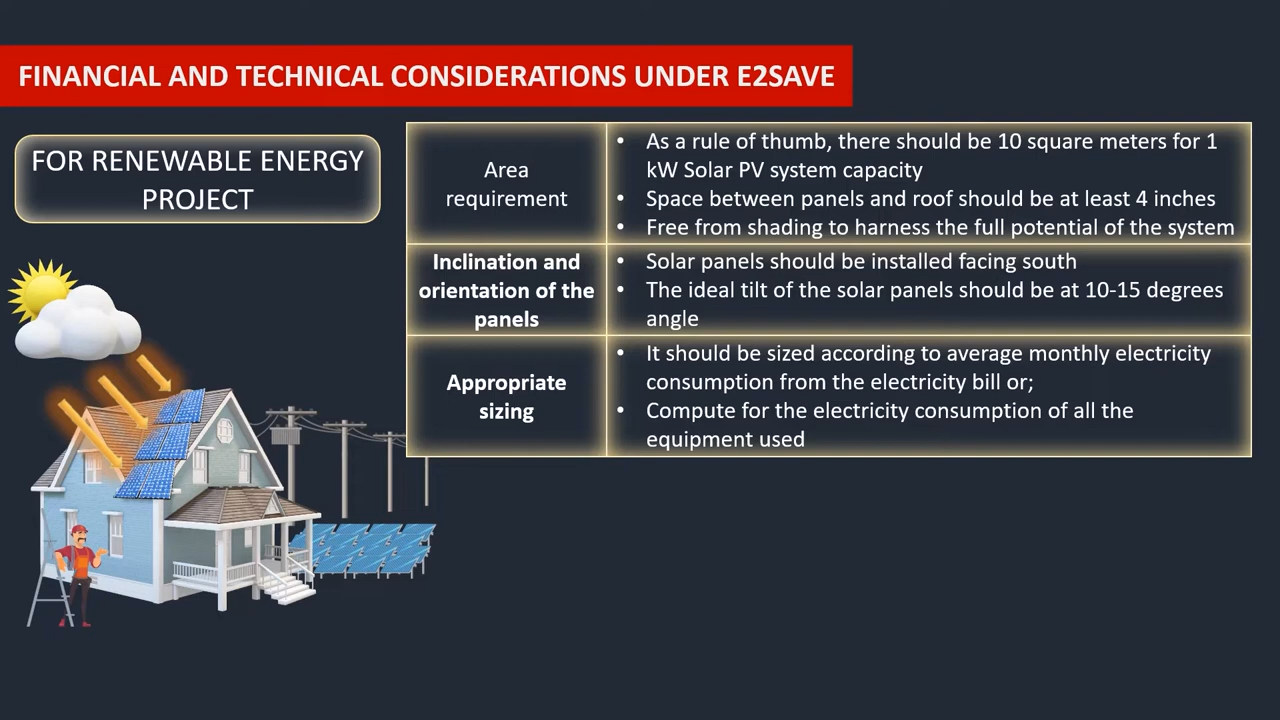 FINANCIAL AND TECHNICAL CONSIDERATIONS UNDER E2SAVE
FOR RENEWABLE ENERGY
PROJECT
Area
requirement
• As a rule of thumb, there should be 10 square meters for 1
kW Solar PV system capacity
• Space between panels and roof should be at least 4 inches
• Free from shading to harness the full potential of the system
Inclination and
orientation of the
panels
• Solar panels should be installed facing south
• The ideal tilt of the solar panels should be at 10-15 degrees
angle
Appropriate
sizing
• It should be sized according to average monthly electricity
consumption from the electricity bill or;
• Compute for the electricity consumption of all the
equipment used